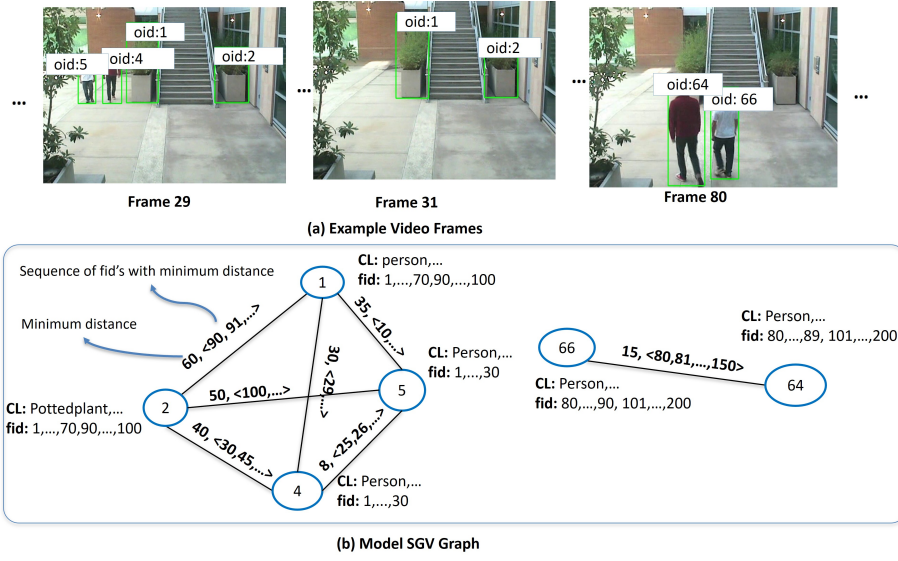 oid:1
oid:5
oid:4
oid:2
oid:1
oid:2
oid:64
oid: 66
...
...
...
...
Frame 29
Frame 31
Frame 80
(a) Example Video Frames
Sequence of fid's with minimum distance
Minimum distance
1
CL: person,...
fid: 1,...,70,90,...,100
60, <90, 91,...>
35, <10,...>
30, <29,...>
2
CL: Pottedplant,...
fid: 1,...,70,90,...,100
50, <100,...>
5
CL: Person,...
fid: 1,...,30
40, <30,45,...>
8, <25,26,...>
4
CL: Person,...
fid: 1,...,30
66
CL: Person,...
fid: 80,...,90, 101,...,200
15, <80,81,...,150>
64
CL: Person,...
fid: 80,...,89, 101,...,200
(b) Model SGV Graph